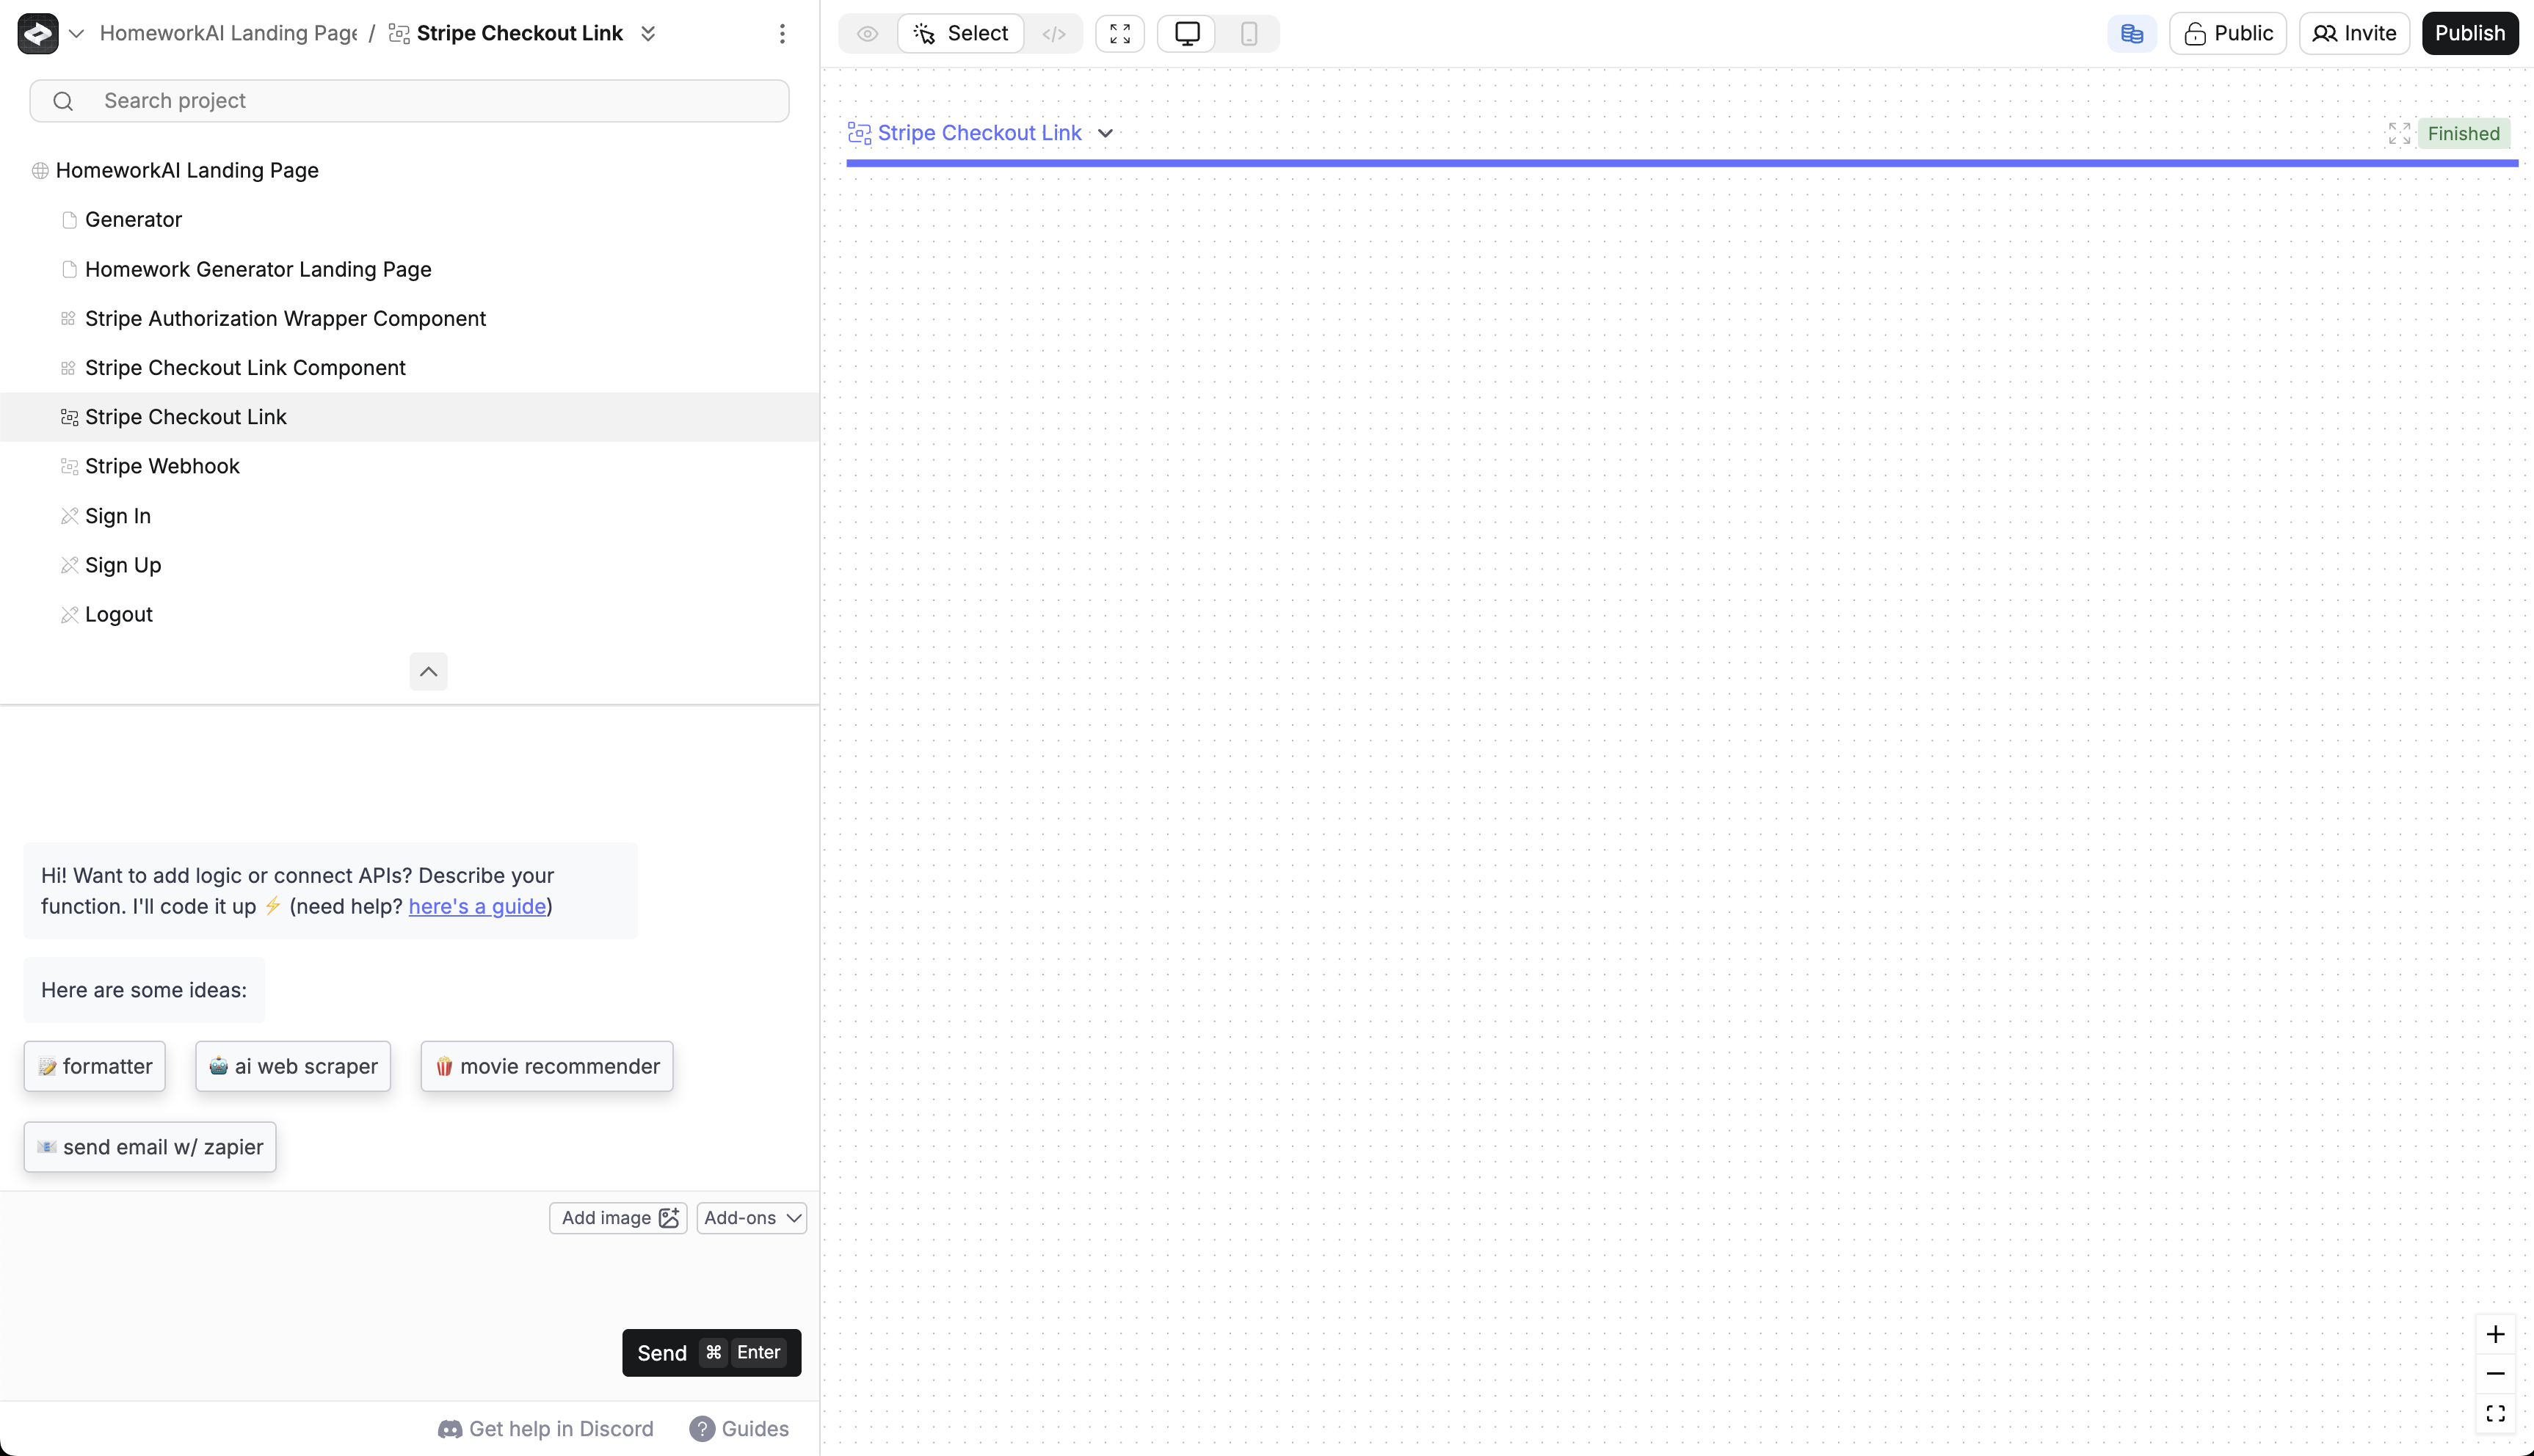 HomeworkAI Landing Page / Stripe Checkout Link
Search project
HomeworkAI Landing Page
Generator
Homework Generator Landing Page
Stripe Authorization Wrapper Component
Stripe Checkout Link Component
Stripe Checkout Link
Stripe Webhook
Sign In
Sign Up
Logout
Hi! Want to add logic or connect APIs? Describe your
function. I'll code it up ⚡ (need help? here's a guide)
Here are some ideas:
📝 formatter
🤖 ai web scraper
🍿 movie recommender
📧 send email w/ zapier
Add image
Add-ons
Send ⌘ Enter
Get help in Discord
? Guides
Select
</>
Public
Invite
Publish
Stripe Checkout Link
Finished